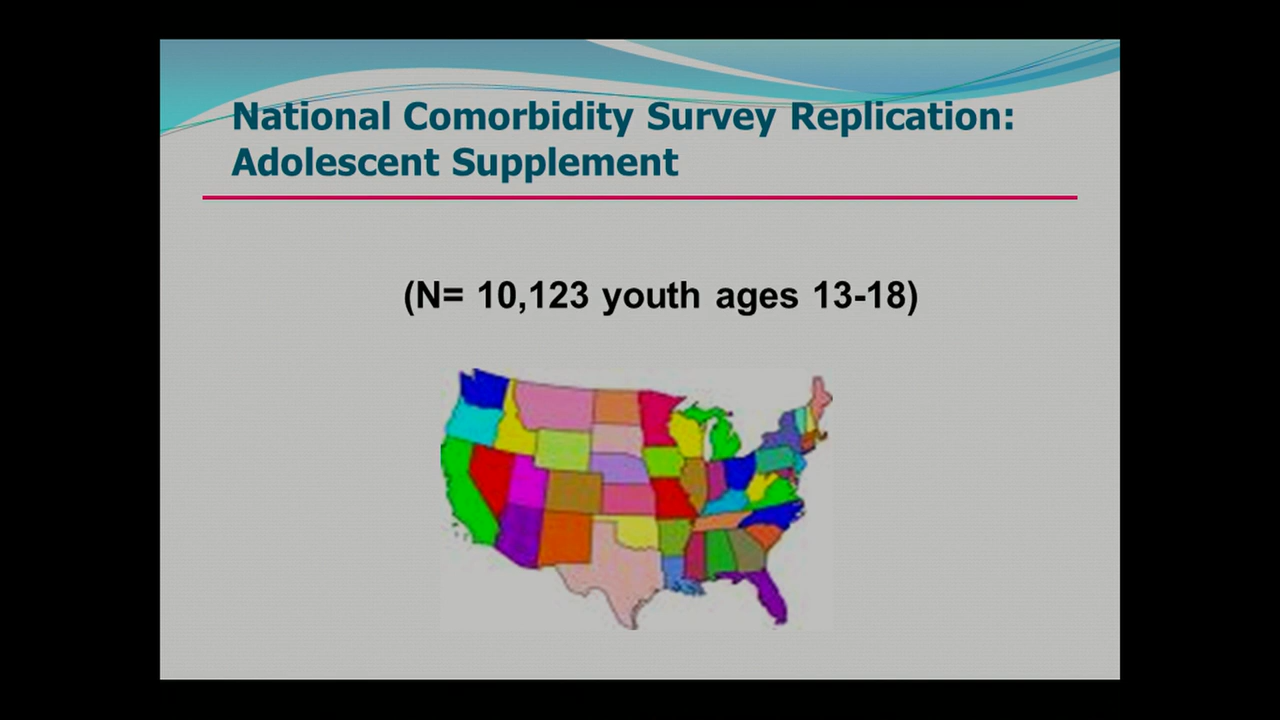 National Comorbidity Survey Replication:
Adolescent Supplement
(N= 10,123 youth ages 13-18)